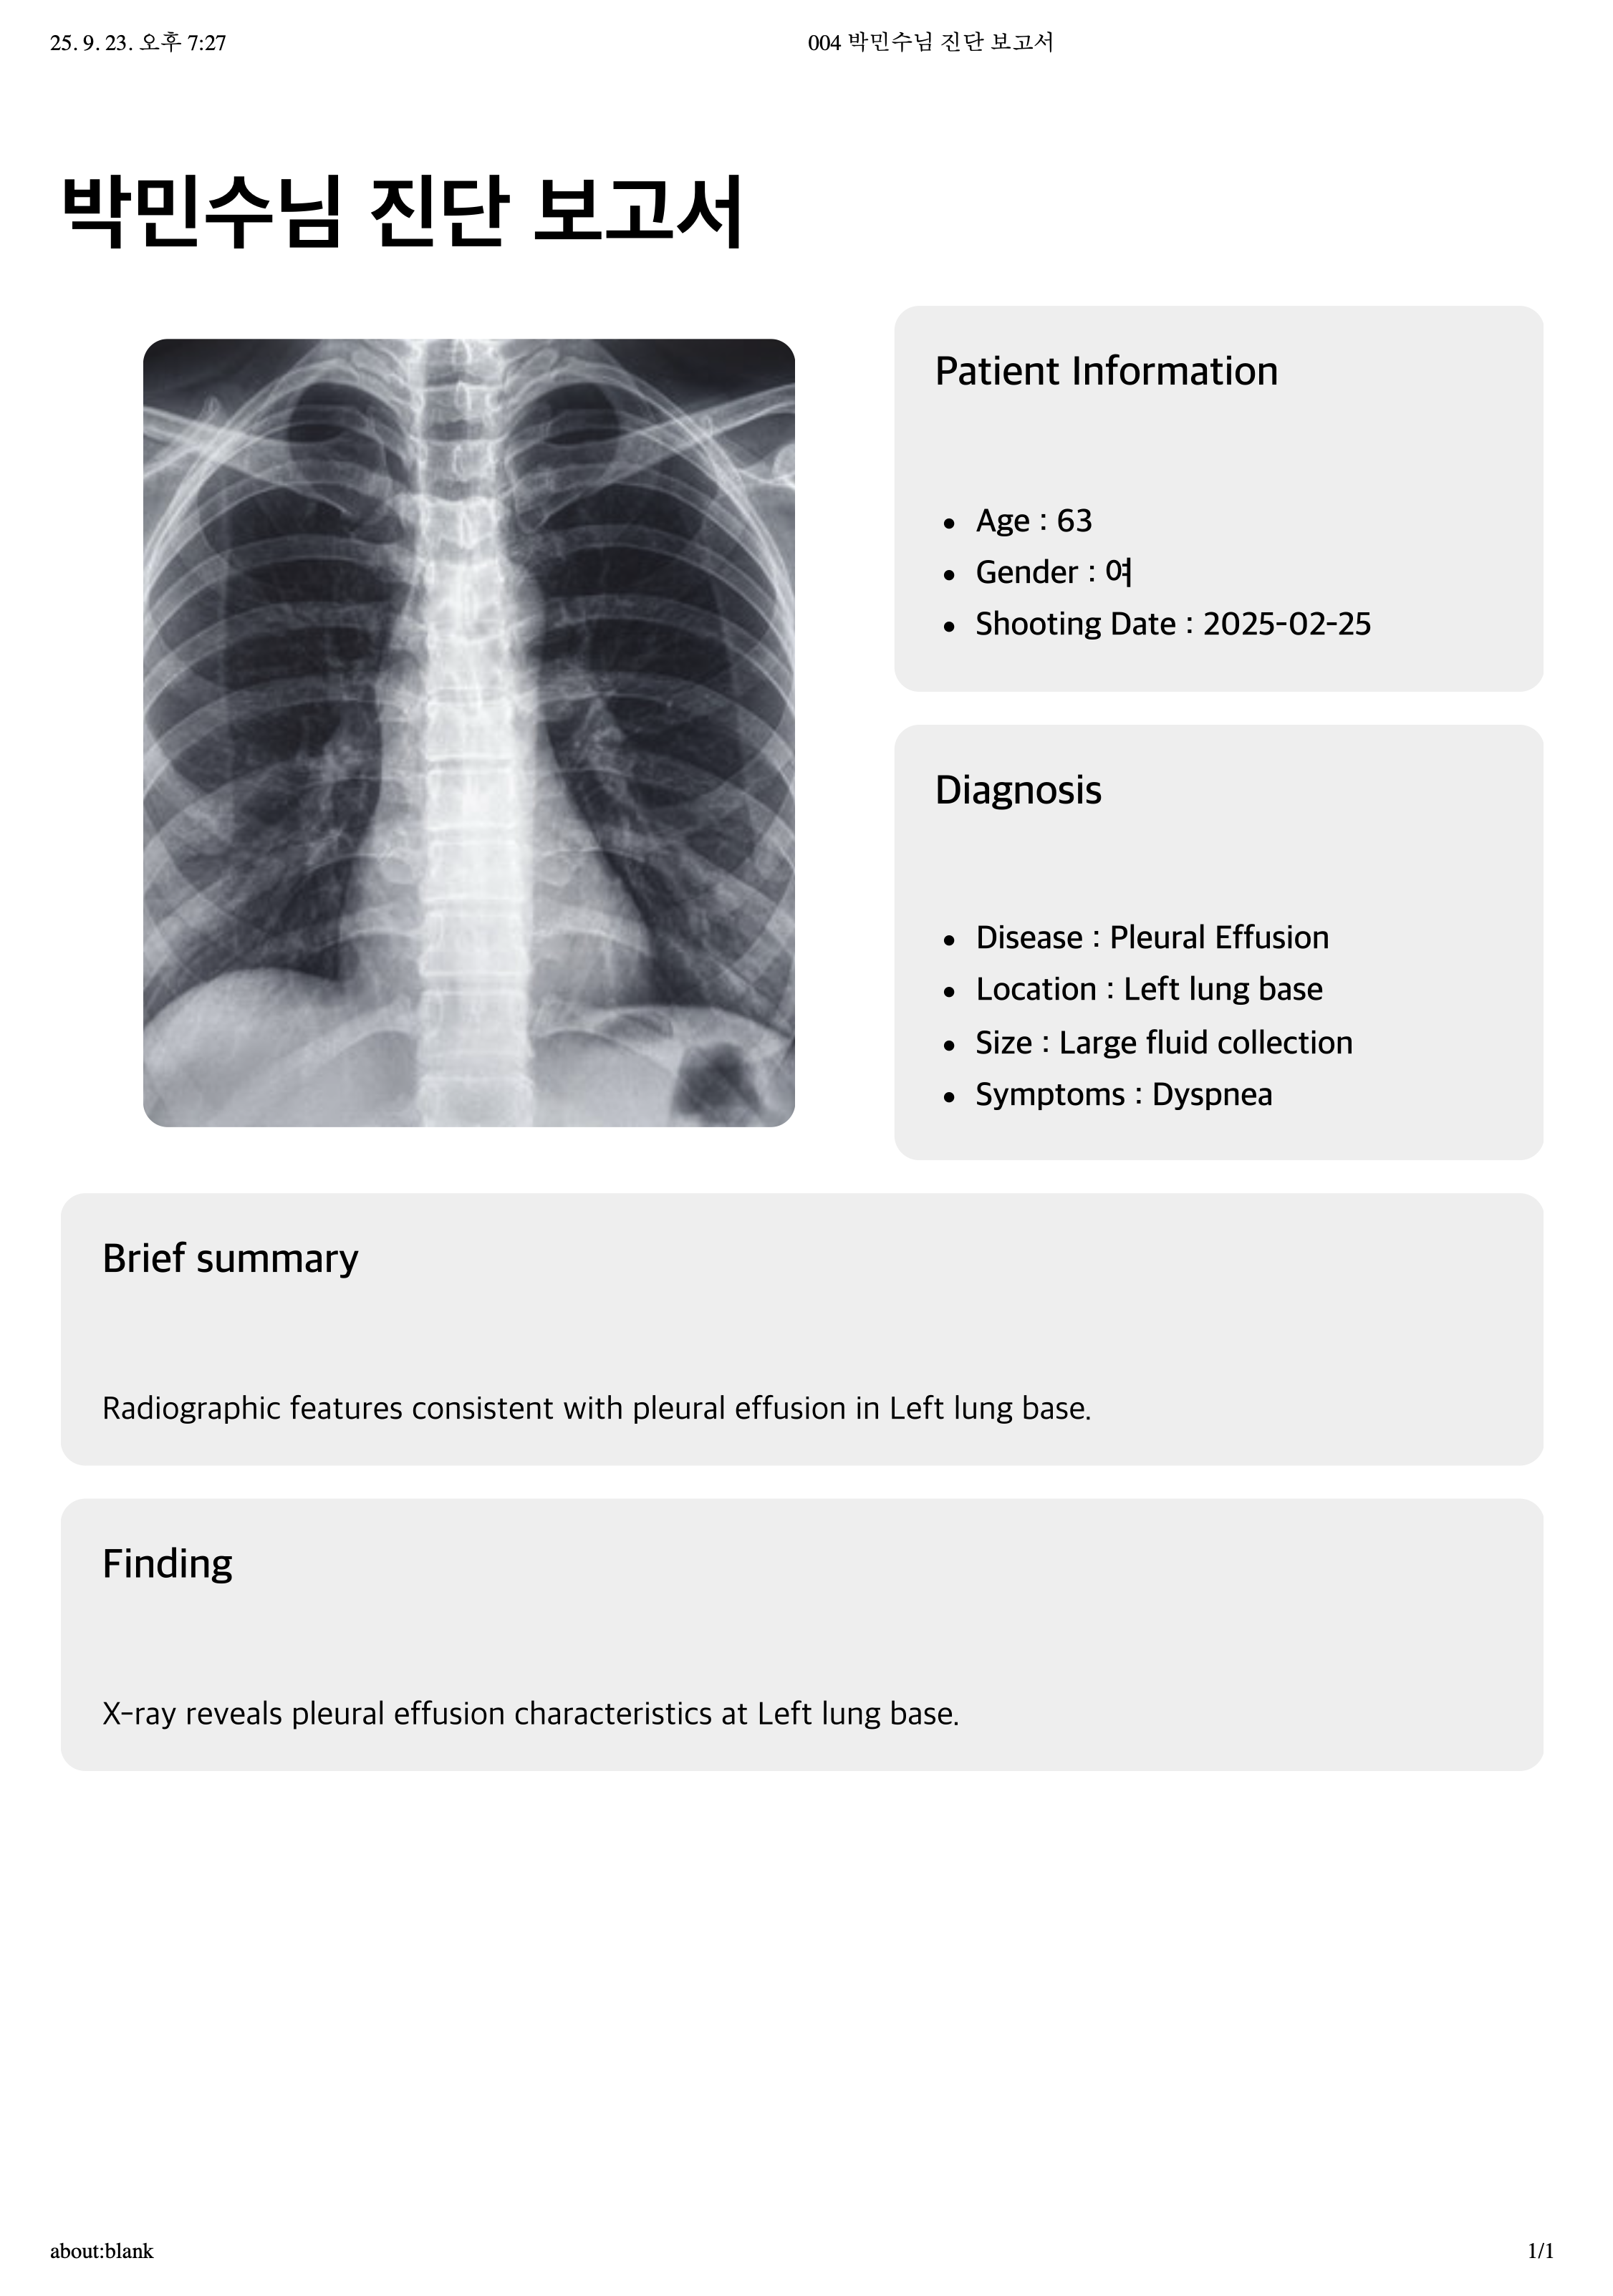 25. 9. 23. 오후 7:27
004 박민수님 진단 보고서
박민수님 진단 보고서
Patient Information
• Age : 63
• Gender : 여
• Shooting Date : 2025-02-25
Diagnosis
• Disease : Pleural Effusion
• Location : Left lung base
• Size : Large fluid collection
• Symptoms : Dyspnea
Brief summary
Radiographic features consistent with pleural effusion in Left lung base.
Finding
X-ray reveals pleural effusion characteristics at Left lung base.
about:blank
1/1